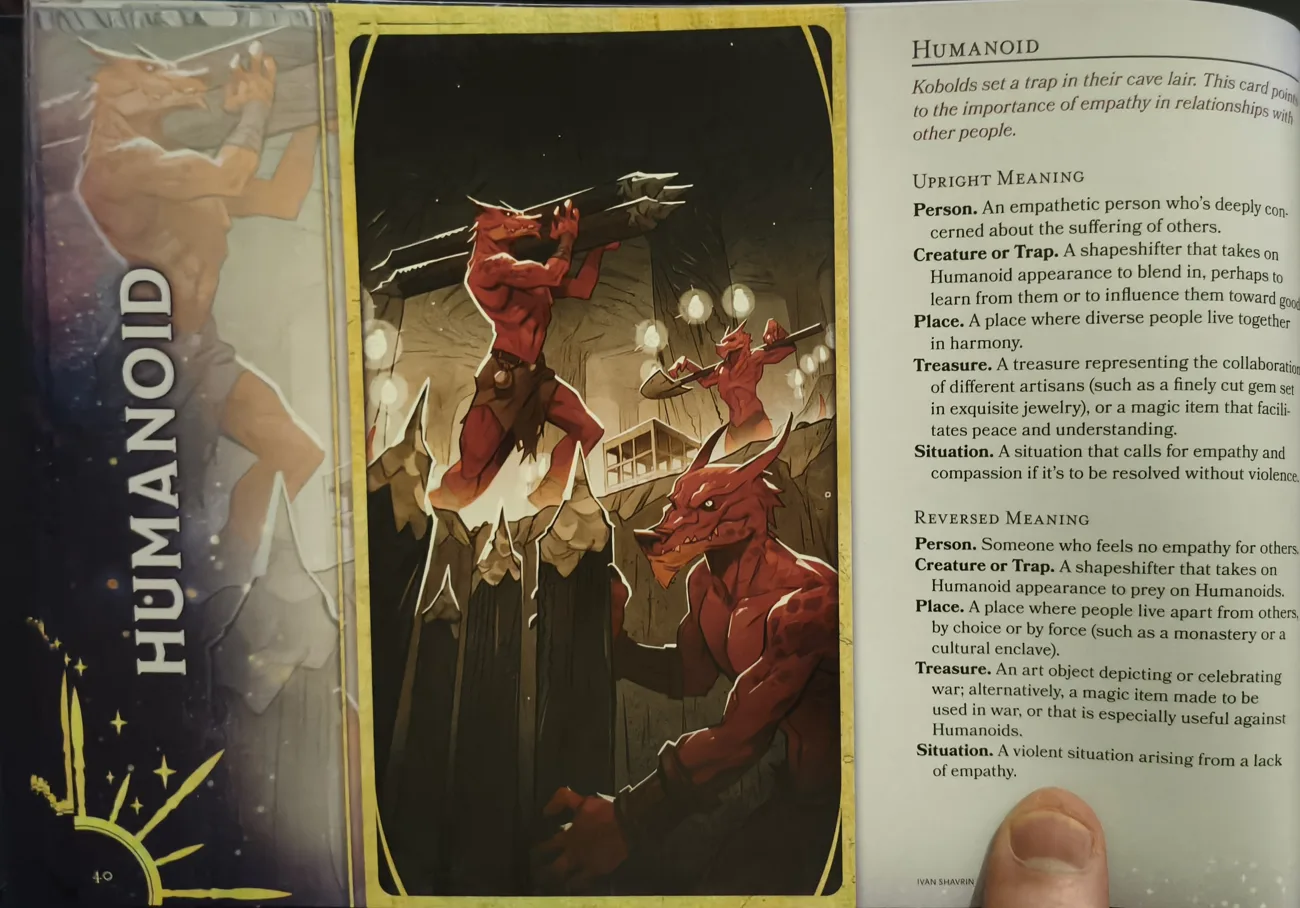 HUMANOID
40
HUMANOID
Kobolds set a trap in their cave lair. This card points
to the importance of empathy in relationships with
other people.
UPRIGHT MEANING
Person. An empathetic person who's deeply con-
cerned about the suffering of others.
Creature or Trap. A shapeshifter that takes on
Humanoid appearance to blend in, perhaps to
learn from them or to influence them toward good
Place. A place where diverse people live together
in harmony.
Treasure. A treasure representing the collaboration
of different artisans (such as a finely cut gem set
in exquisite jewelry), or a magic item that facili-
tates peace and understanding.
Situation. A situation that calls for empathy and
compassion if it's to be resolved without violence.
REVERSED MEANING
Person. Someone who feels no empathy for others.
Creature or Trap. A shapeshifter that takes on
Humanoid appearance to prey on Humanoids.
Place. A place where people live apart from others,
by choice or by force (such as a monastery or a
cultural enclave).
Treasure. An art object depicting or celebrating
war; alternatively, a magic item made to be
used in war, or that is especially useful against
Humanoids.
Situation. A violent situation arising from a lack
of empathy.
IVAN SHAVRIN